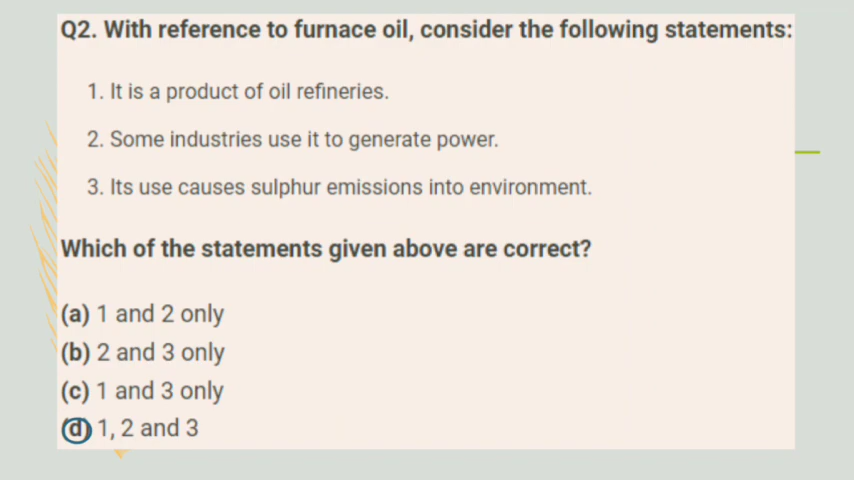 Q2. With reference to furnace oil, consider the following statements:
1. It is a product of oil refineries.
2. Some industries use it to generate power.
3. Its use causes sulphur emissions into environment.
Which of the statements given above are correct?
(a) 1 and 2 only
(b) 2 and 3 only
(c) 1 and 3 only
(d) 1, 2 and 3